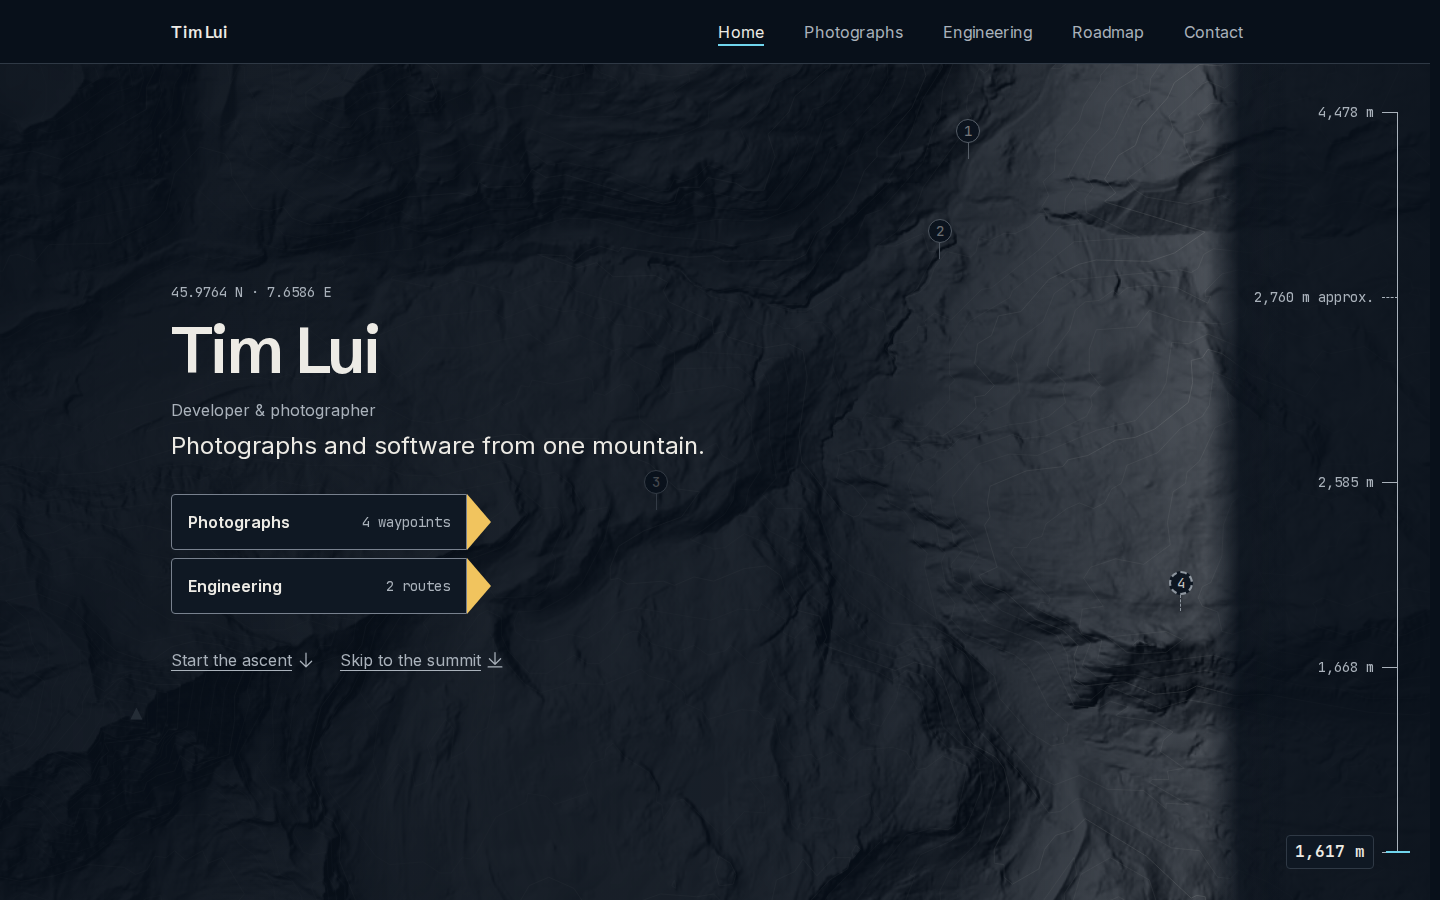 Tim Lui
Home Photographs Engineering Roadmap Contact
4,478 m
1
2
45.9764 N · 7.6586 E
2,760 m approx.
Tim Lui
Developer & photographer
Photographs and software from one mountain.
3
2,585 m
Photographs 4 waypoints
Engineering 2 routes
4
Start the ascent
Skip to the summit
1,668 m
1,617 m